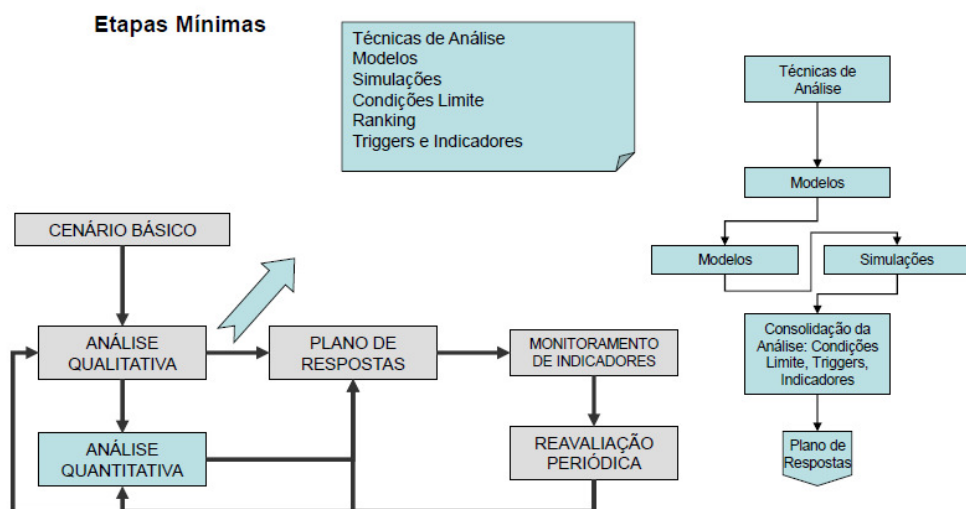 Etapas Mínimas
Técnicas de Análise
Modelos
Simulações
Condições Limite
Ranking
Triggers e Indicadores
CENÁRIO BÁSICO
ANÁLISE
QUALITATIVA
PLANO DE
RESPOSTAS
MONITORAMENTO
DE INDICADORES
ANÁLISE
QUANTITATIVA
REAVALIAÇÃO
PERIÓDICA
Técnicas de
Análise
Modelos
Modelos
Simulações
Consolidação da
Análise: Condições
Limite, Triggers,
Indicadores
Plano de
Respostas